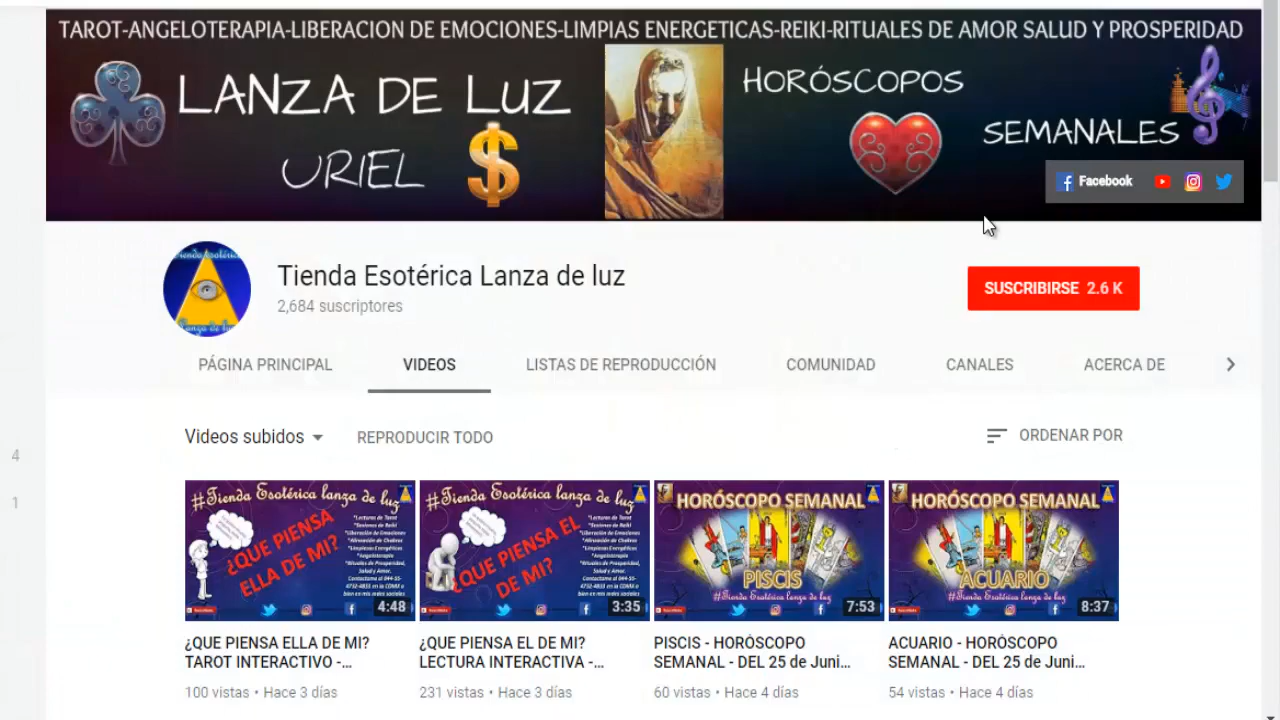 TAROT-ANGELOTERAPIA-LIBERACION DE EMOCIONES-LIMPIAS ENERGETICAS-REIKI-RITUALES DE AMOR SALUD Y PROSPERIDAD
LANZA DE LUZ
URIEL
$
HORÓSCOPOS
SEMANALES
Facebook
Tienda Esotérica Lanza de luz
2,684 suscriptores
SUSCRIBIRSE 2.6 K
PÁGINA PRINCIPAL
VIDEOS
LISTAS DE REPRODUCCIÓN
COMUNIDAD
CANALES
ACERCA DE
Videos subidos
REPRODUCIR TODO
ORDENAR POR
4
1
#Tienda Esotérica lanza de luz
¿QUE PIENSA
ELLA DE MI?
4:48
#Tienda Esotérica lanza de luz
¿QUE PIENSA EL
DE MI?
3:35
HORÓSCOPO SEMANAL
PISCIS
#Tienda Esotérica lanza de luz
7:53
HORÓSCOPO SEMANAL
ACUARIO
#Tienda Esotérica lanza de luz
8:37
¿QUE PIENSA ELLA DE MI?
TAROT INTERACTIVO -...
100 vistas • Hace 3 días
¿QUE PIENSA EL DE MI?
LECTURA INTERACTIVA -...
231 vistas • Hace 3 días
PISCIS - HORÓSCOPO
SEMANAL - DEL 25 de Juni...
60 vistas • Hace 4 días
ACUARIO - HORÓSCOPO
SEMANAL - DEL 25 de Juni...
54 vistas • Hace 4 días